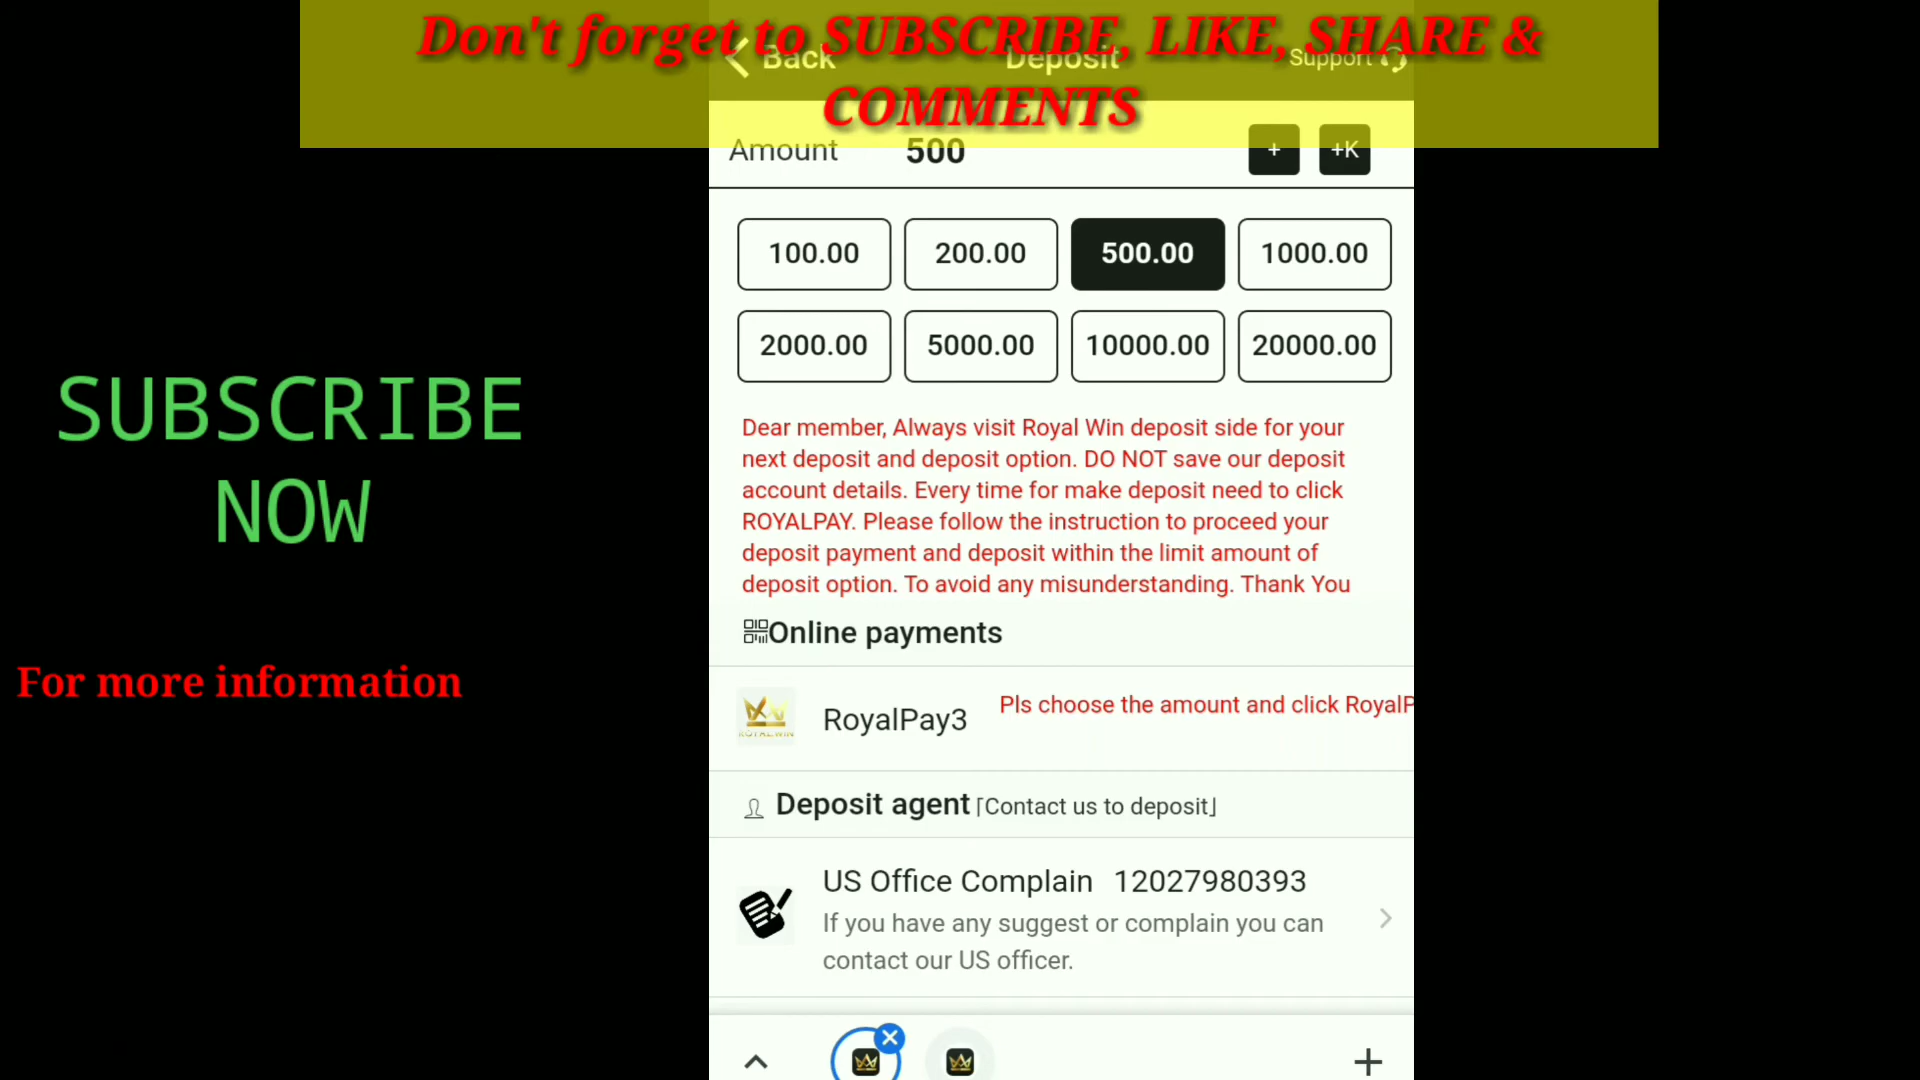 Don't forget to SUBSCRIBE, LIKE, SHARE &
COMMENTS
Back Deposit Support
Amount 500 + +K
100.00 200.00 500.00 1000.00
2000.00 5000.00 10000.00 20000.00
Dear member, Always visit Royal Win deposit side for your
next deposit and deposit option. DO NOT save our deposit
account details. Every time for make deposit need to click
ROYALPAY. Please follow the instruction to proceed your
deposit payment and deposit within the limit amount of
deposit option. To avoid any misunderstanding. Thank You
Online payments
Pls choose the amount and click RoyalP
RoyalPay3
ROYALWIN
Deposit agent ⌈Contact us to deposit⌋
US Office Complain 12027980393
If you have any suggest or complain you can
contact our US officer.
SUBSCRIBE
NOW
For more information